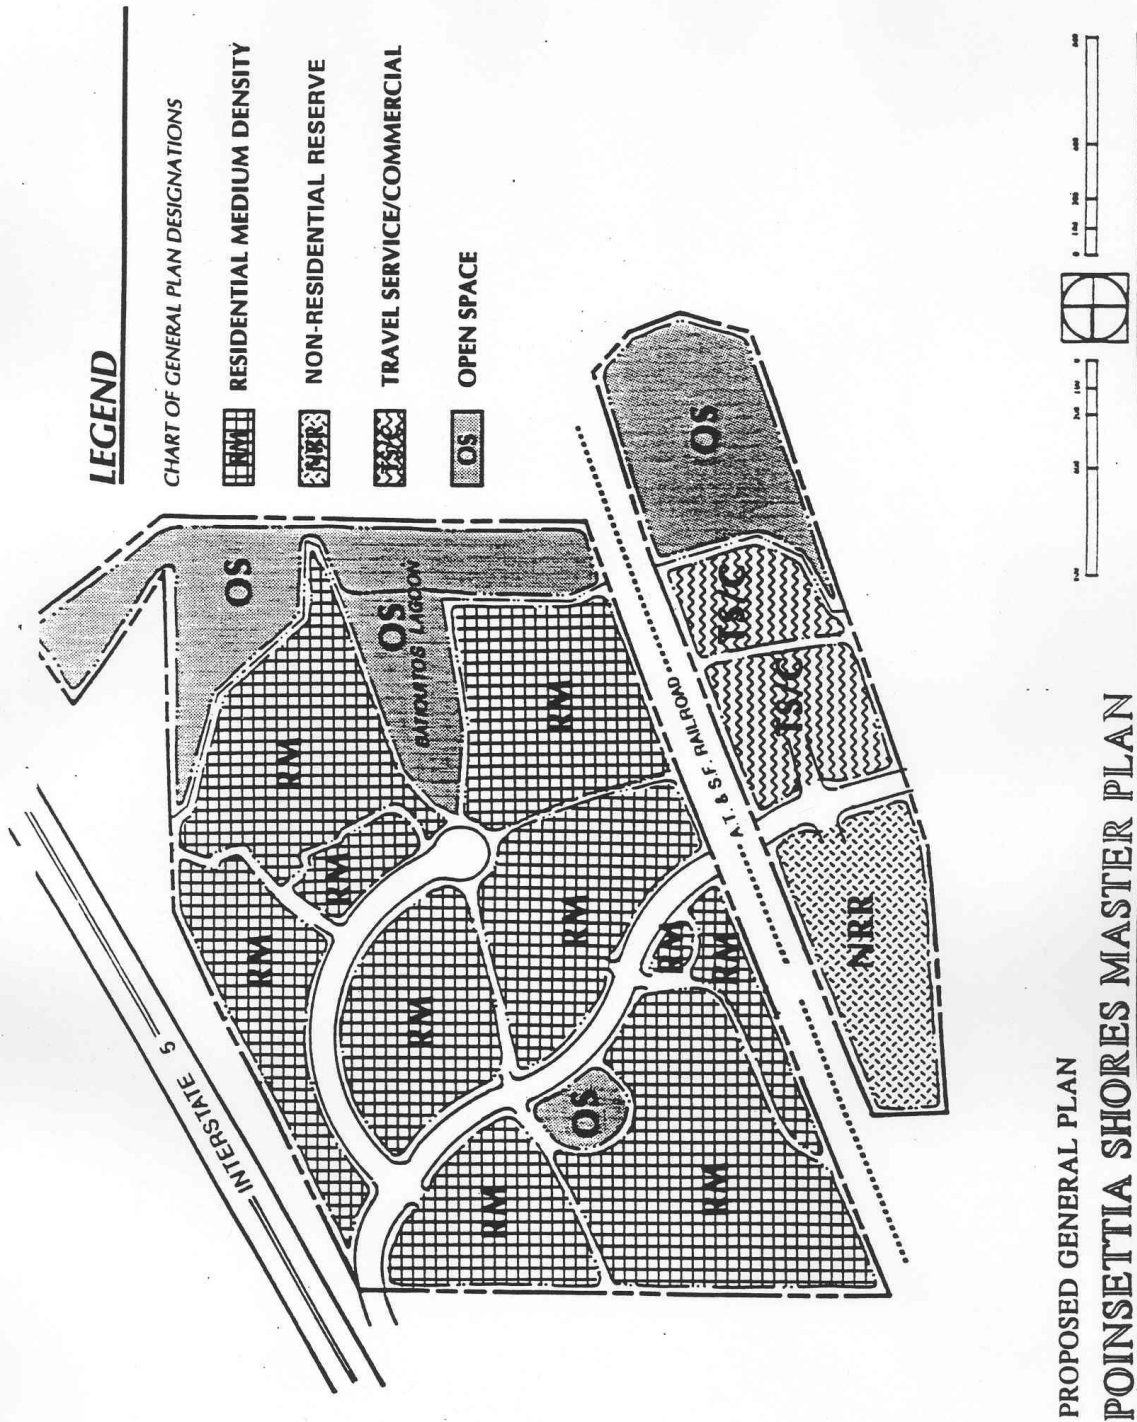 LEGEND
CHART OF GENERAL PLAN DESIGNATIONS
RM RESIDENTIAL MEDIUM DENSITY
NRR NON-RESIDENTIAL RESERVE
TS/C TRAVEL SERVICE/COMMERCIAL
OS OPEN SPACE
INTERSTATE 5
OS
OS
BATIQUITOS LAGOON
RM
RM
RM
RM
RM
RM
RM
RM
RM
RM
OS
A.T. & S.F. RAILROAD
OS
TS/C
TS/C
NRR
PROPOSED GENERAL PLAN
POINSETTIA SHORES MASTER PLAN